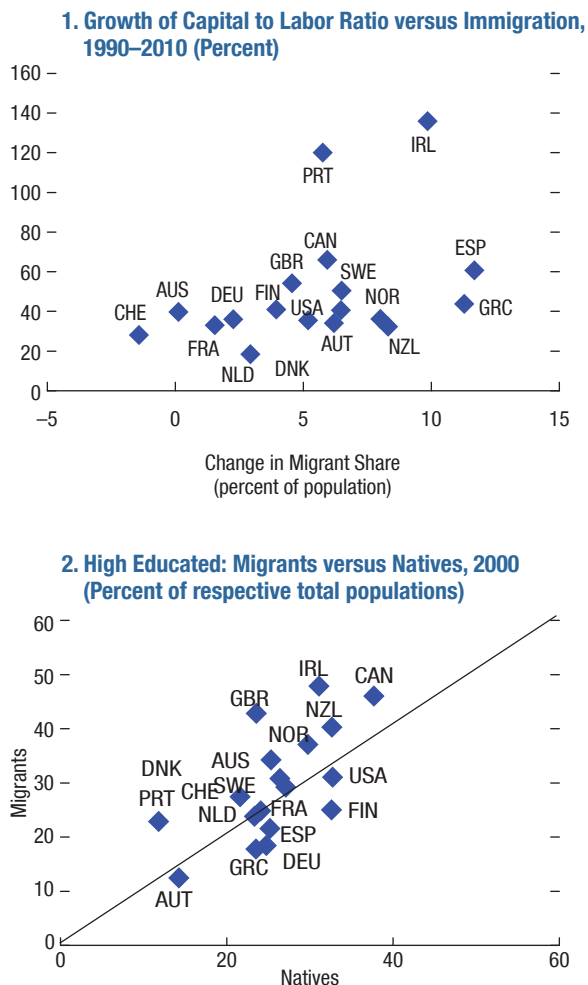 1. Growth of Capital to Labor Ratio versus Immigration,
1990–2010 (Percent)
160
140
120
100
80
60
40
20
0
IRL
PRT
CAN
ESP
GBR
SWE
AUS
DEU
FIN
USA
NOR
CHE
GRC
FRA
AUT
NZL
NLD
DNK
–5
0
5
10
15
Change in Migrant Share
(percent of population)
2. High Educated: Migrants versus Natives, 2000
(Percent of respective total populations)
60
50
40
30
20
10
0
Migrants
IRL
CAN
GBR
NZL
NOR
DNK
AUS
USA
PRT
CHE
SWE
NLD
FRA
FIN
ESP
GRC
DEU
AUT
0
20
40
60
Natives